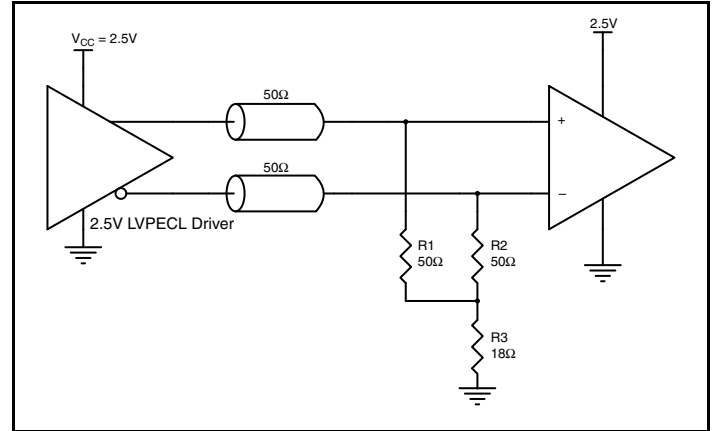 V_CC = 2.5V
2.5V
50Ω
50Ω
+
−
2.5V LVPECL Driver
R1
50Ω
R2
50Ω
R3
18Ω